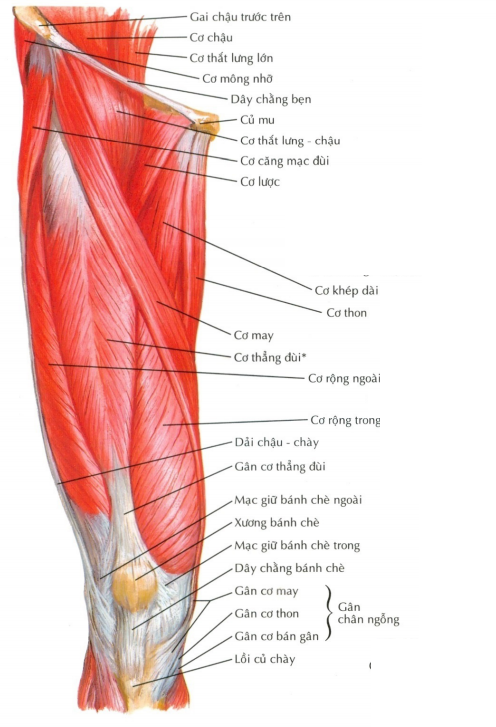 Gai chậu trước trên
Cơ chậu
Cơ thắt lưng lớn
Cơ mông nhỡ
Dây chằng bẹn
Củ mu
Cơ thắt lưng - chậu
Cơ căng mạc đùi
Cơ lược
Cơ khép dài
Cơ thon
Cơ may
Cơ thẳng đùi*
Cơ rộng ngoài
Cơ rộng trong
Dải chậu - chày
Gân cơ thẳng đùi
Mạc giữ bánh chè ngoài
Xương bánh chè
Mạc giữ bánh chè trong
Dây chằng bánh chè
Gân cơ may
Gân cơ thon
Gân cơ bán gân
Gân
chân ngỗng
Lồi củ chày